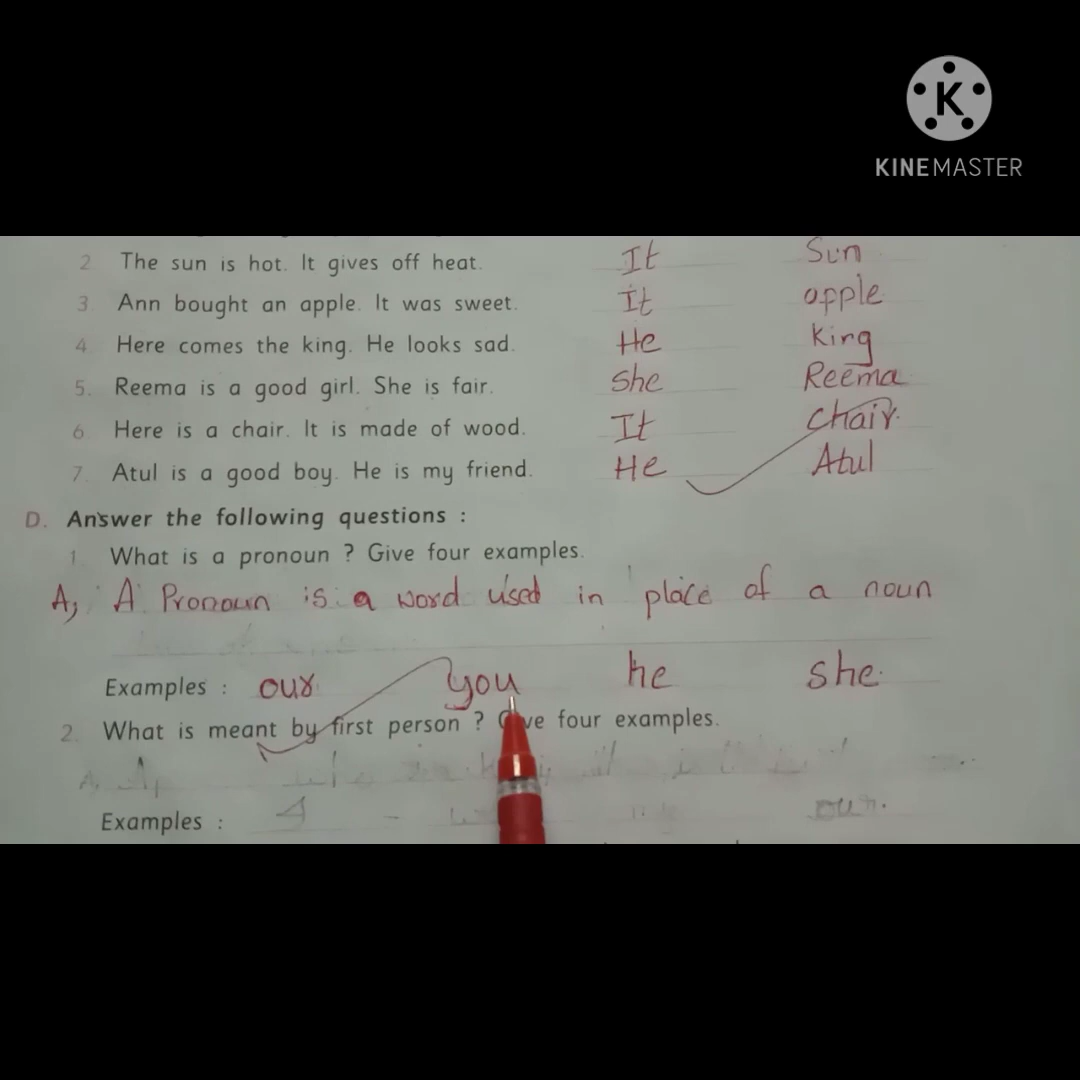 K
KINEMASTER
2 The sun is hot. It gives off heat. It Sun
3 Ann bought an apple. It was sweet. It apple
4 Here comes the king. He looks sad. He King
5. Reema is a good girl. She is fair. She Reema
6 Here is a chair. It is made of wood. It Chair.
7. Atul is a good boy. He is my friend. He Atul
D. Answer the following questions :
1 What is a pronoun ? Give four examples.
A, A Pronoun is a word used in place of a noun
Examples : our you he she.
2. What is meant by first person ? four examples.
Examples : our.